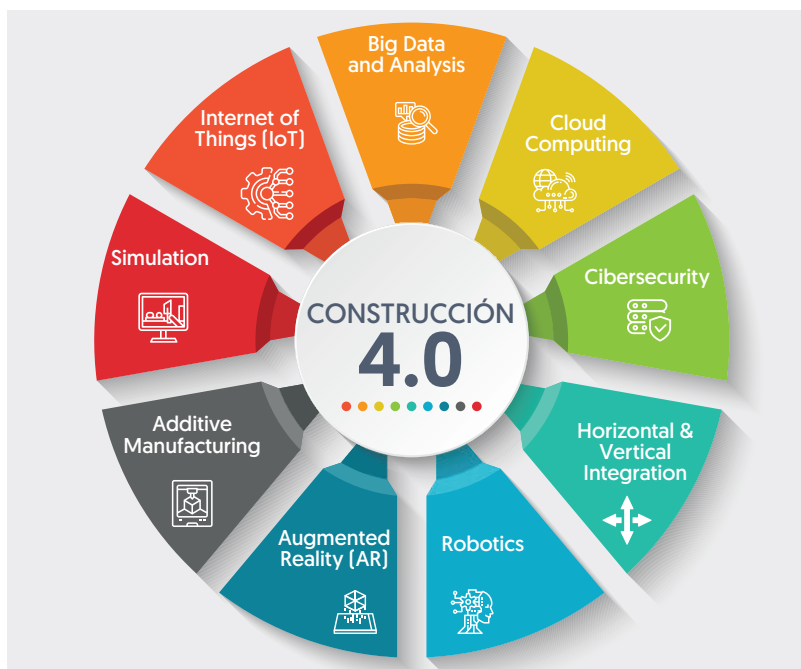 Big Data
and Analysis
Cloud
Computing
Cibersecurity
Horizontal &
Vertical
Integration
Robotics
Augmented
Reality (AR)
Additive
Manufacturing
Simulation
Internet of
Things (IoT)
CONSTRUCCIÓN
4.0